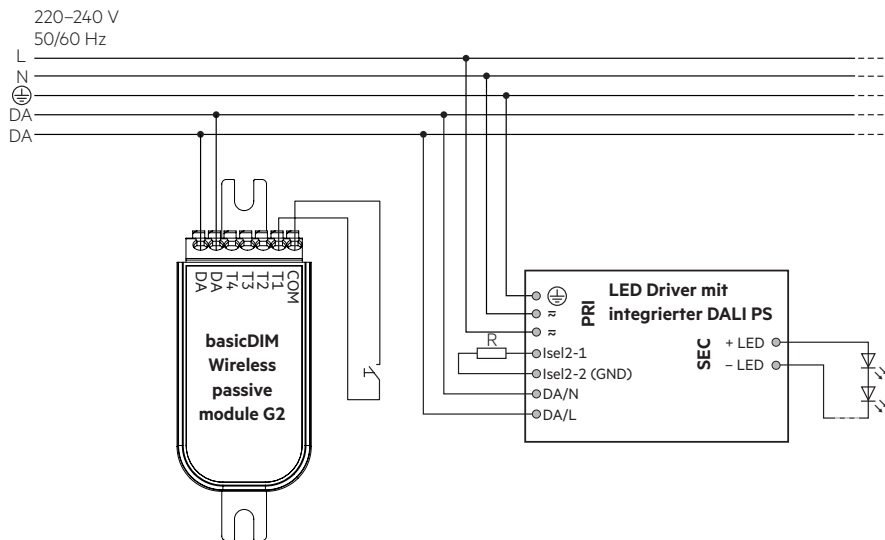 220–240 V
50/60 Hz
L
N
DA
DA
DA
DA
T4
T3
T2
T1
COM
basicDIM
Wireless
passive
module G2
R
PRI
LED Driver mit
integrierter DALI PS
≂
≂
Isel2-1
Isel2-2 (GND)
DA/N
DA/L
SEC
+ LED
– LED